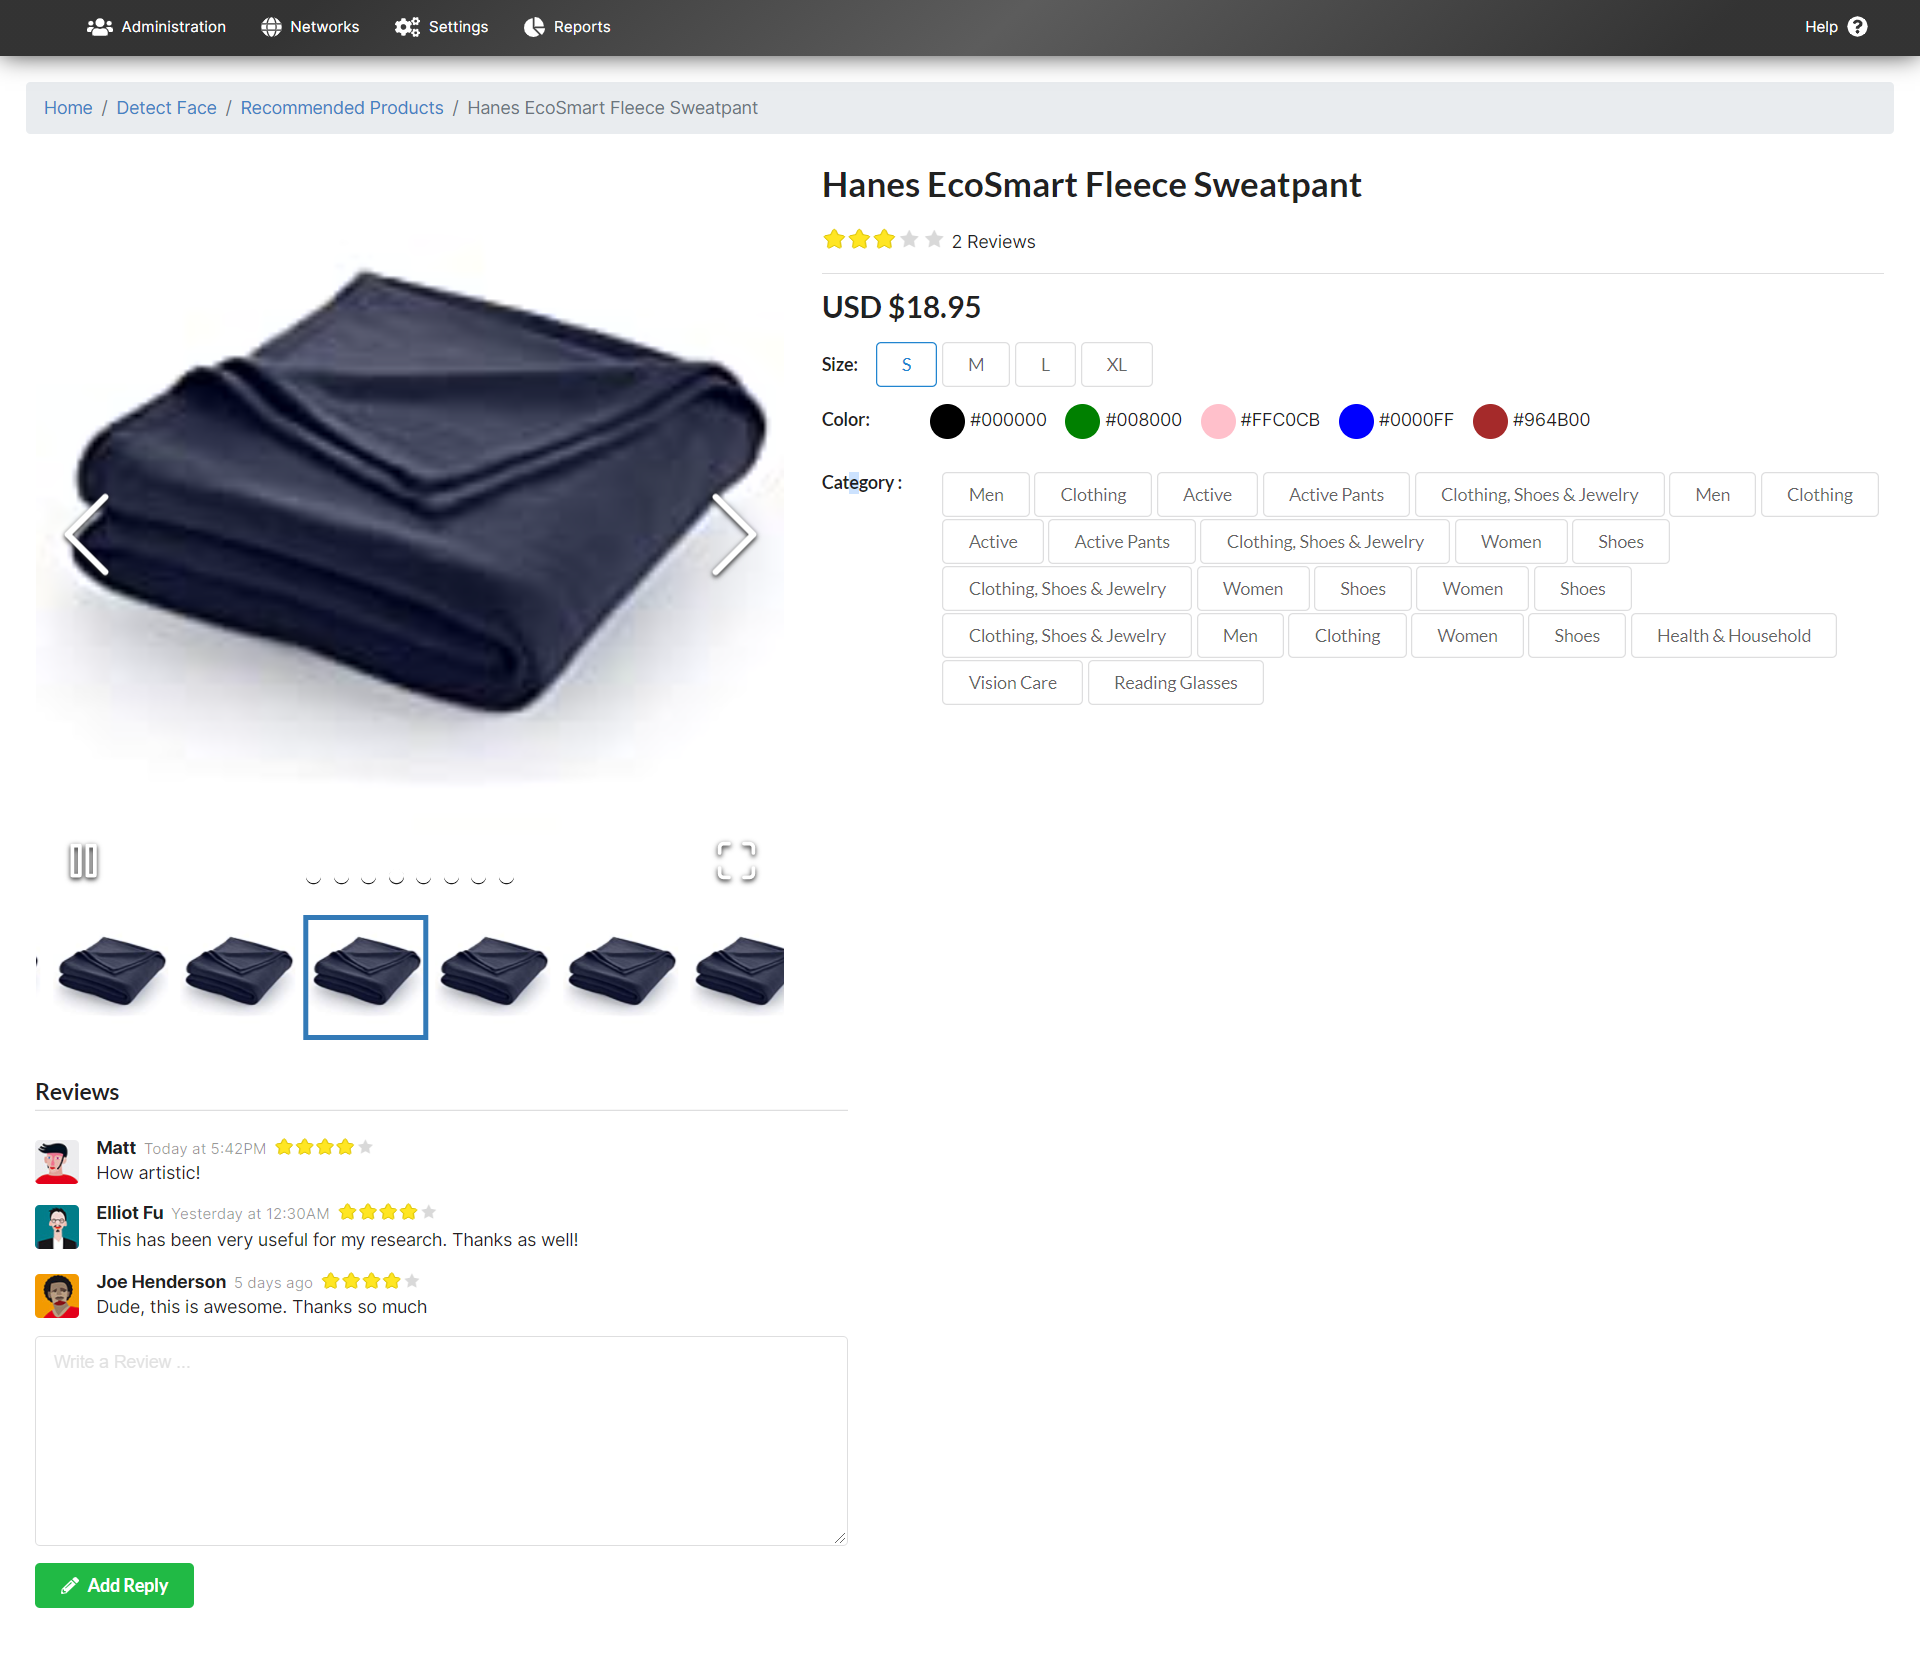 Administration Networks Settings Reports Help
Home / Detect Face / Recommended Products / Hanes EcoSmart Fleece Sweatpant
Hanes EcoSmart Fleece Sweatpant
2 Reviews
USD $18.95
Size: S M L XL
Color: #000000 #008000 #FFC0CB #0000FF #964B00
Category : Men Clothing Active Active Pants Clothing, Shoes & Jewelry Men Clothing
Active Active Pants Clothing, Shoes & Jewelry Women Shoes
Clothing, Shoes & Jewelry Women Shoes Women Shoes
Clothing, Shoes & Jewelry Men Clothing Women Shoes Health & Household
Vision Care Reading Glasses
Reviews
Matt Today at 5:42PM
How artistic!
Elliot Fu Yesterday at 12:30AM
This has been very useful for my research. Thanks as well!
Joe Henderson 5 days ago
Dude, this is awesome. Thanks so much
Write a Review ...
Add Reply